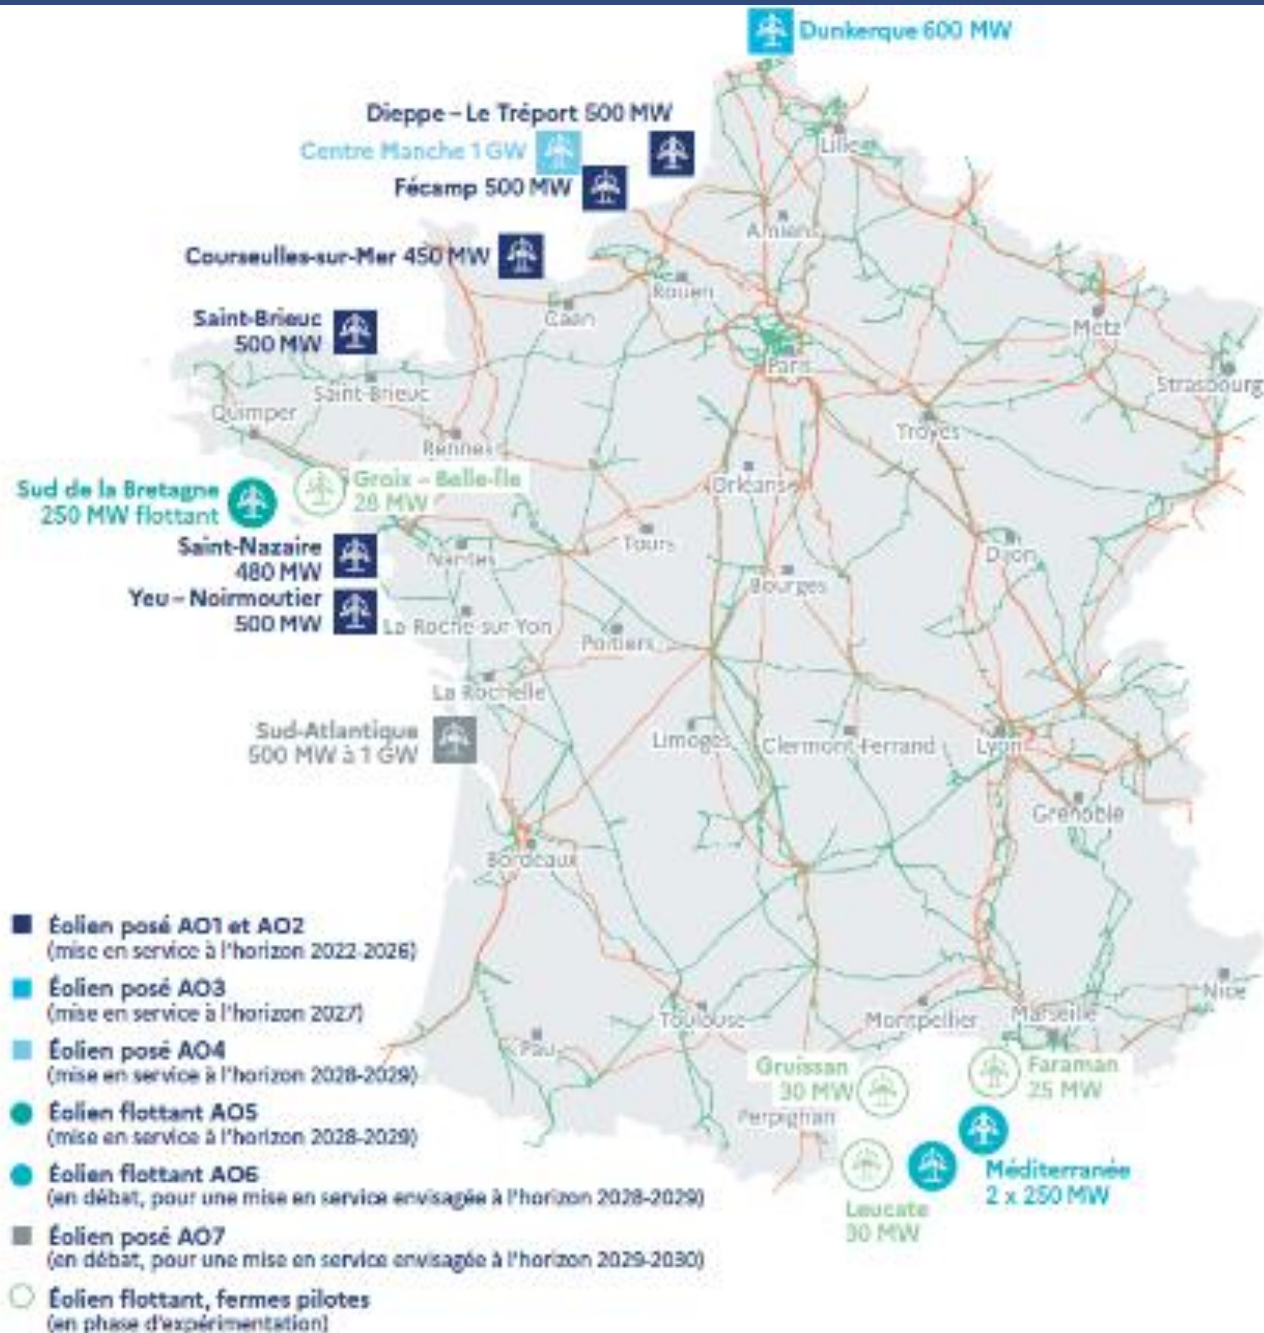 Dunkerque 600 MW
Dieppe – Le Tréport 500 MW
Centre Manche 1 GW
Fécamp 500 MW
Lille
Amiens
Courseulles-sur-Mer 450 MW
Rouen
Caen
Metz
Saint-Brieuc
500 MW
Paris
Strasbourg
Saint-Brieuc
Quimper
Rennes
Troyes
Orléans
Groix – Belle-Île
28 MW
Sud de la Bretagne
250 MW flottant
Saint-Nazaire
480 MW
Nantes
Tours
Dijon
Bourges
Yeu – Noirmoutier
500 MW
La Roche sur Yon
Poitiers
La Rochelle
Sud-Atlantique
500 MW à 1 GW
Limoges
Clermont-Ferrand
Lyon
Grenoble
Bordeaux
Éolien posé AO1 et AO2
(mise en service à l'horizon 2022-2026)
Éolien posé AO3
(mise en service à l'horizon 2027)
Éolien posé AO4
(mise en service à l'horizon 2028-2029)
Éolien flottant AO5
(mise en service à l'horizon 2028-2029)
Éolien flottant AO6
(en débat, pour une mise en service envisagée à l'horizon 2028-2029)
Éolien posé AO7
(en débat, pour une mise en service envisagée à l'horizon 2029-2030)
Éolien flottant, fermes pilotes
(en phase d'expérimentation)
Nice
Toulouse
Montpellier
Marseille
Pau
Gruissan
30 MW
Faraman
25 MW
Perpignan
Méditerranée
2 x 250 MW
Leucate
30 MW